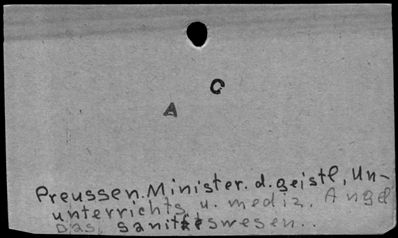 C
A
Preussen. Minister. d. geistl, Un-
unterrichts u. mediz. Angel
Das sanitätswesen..